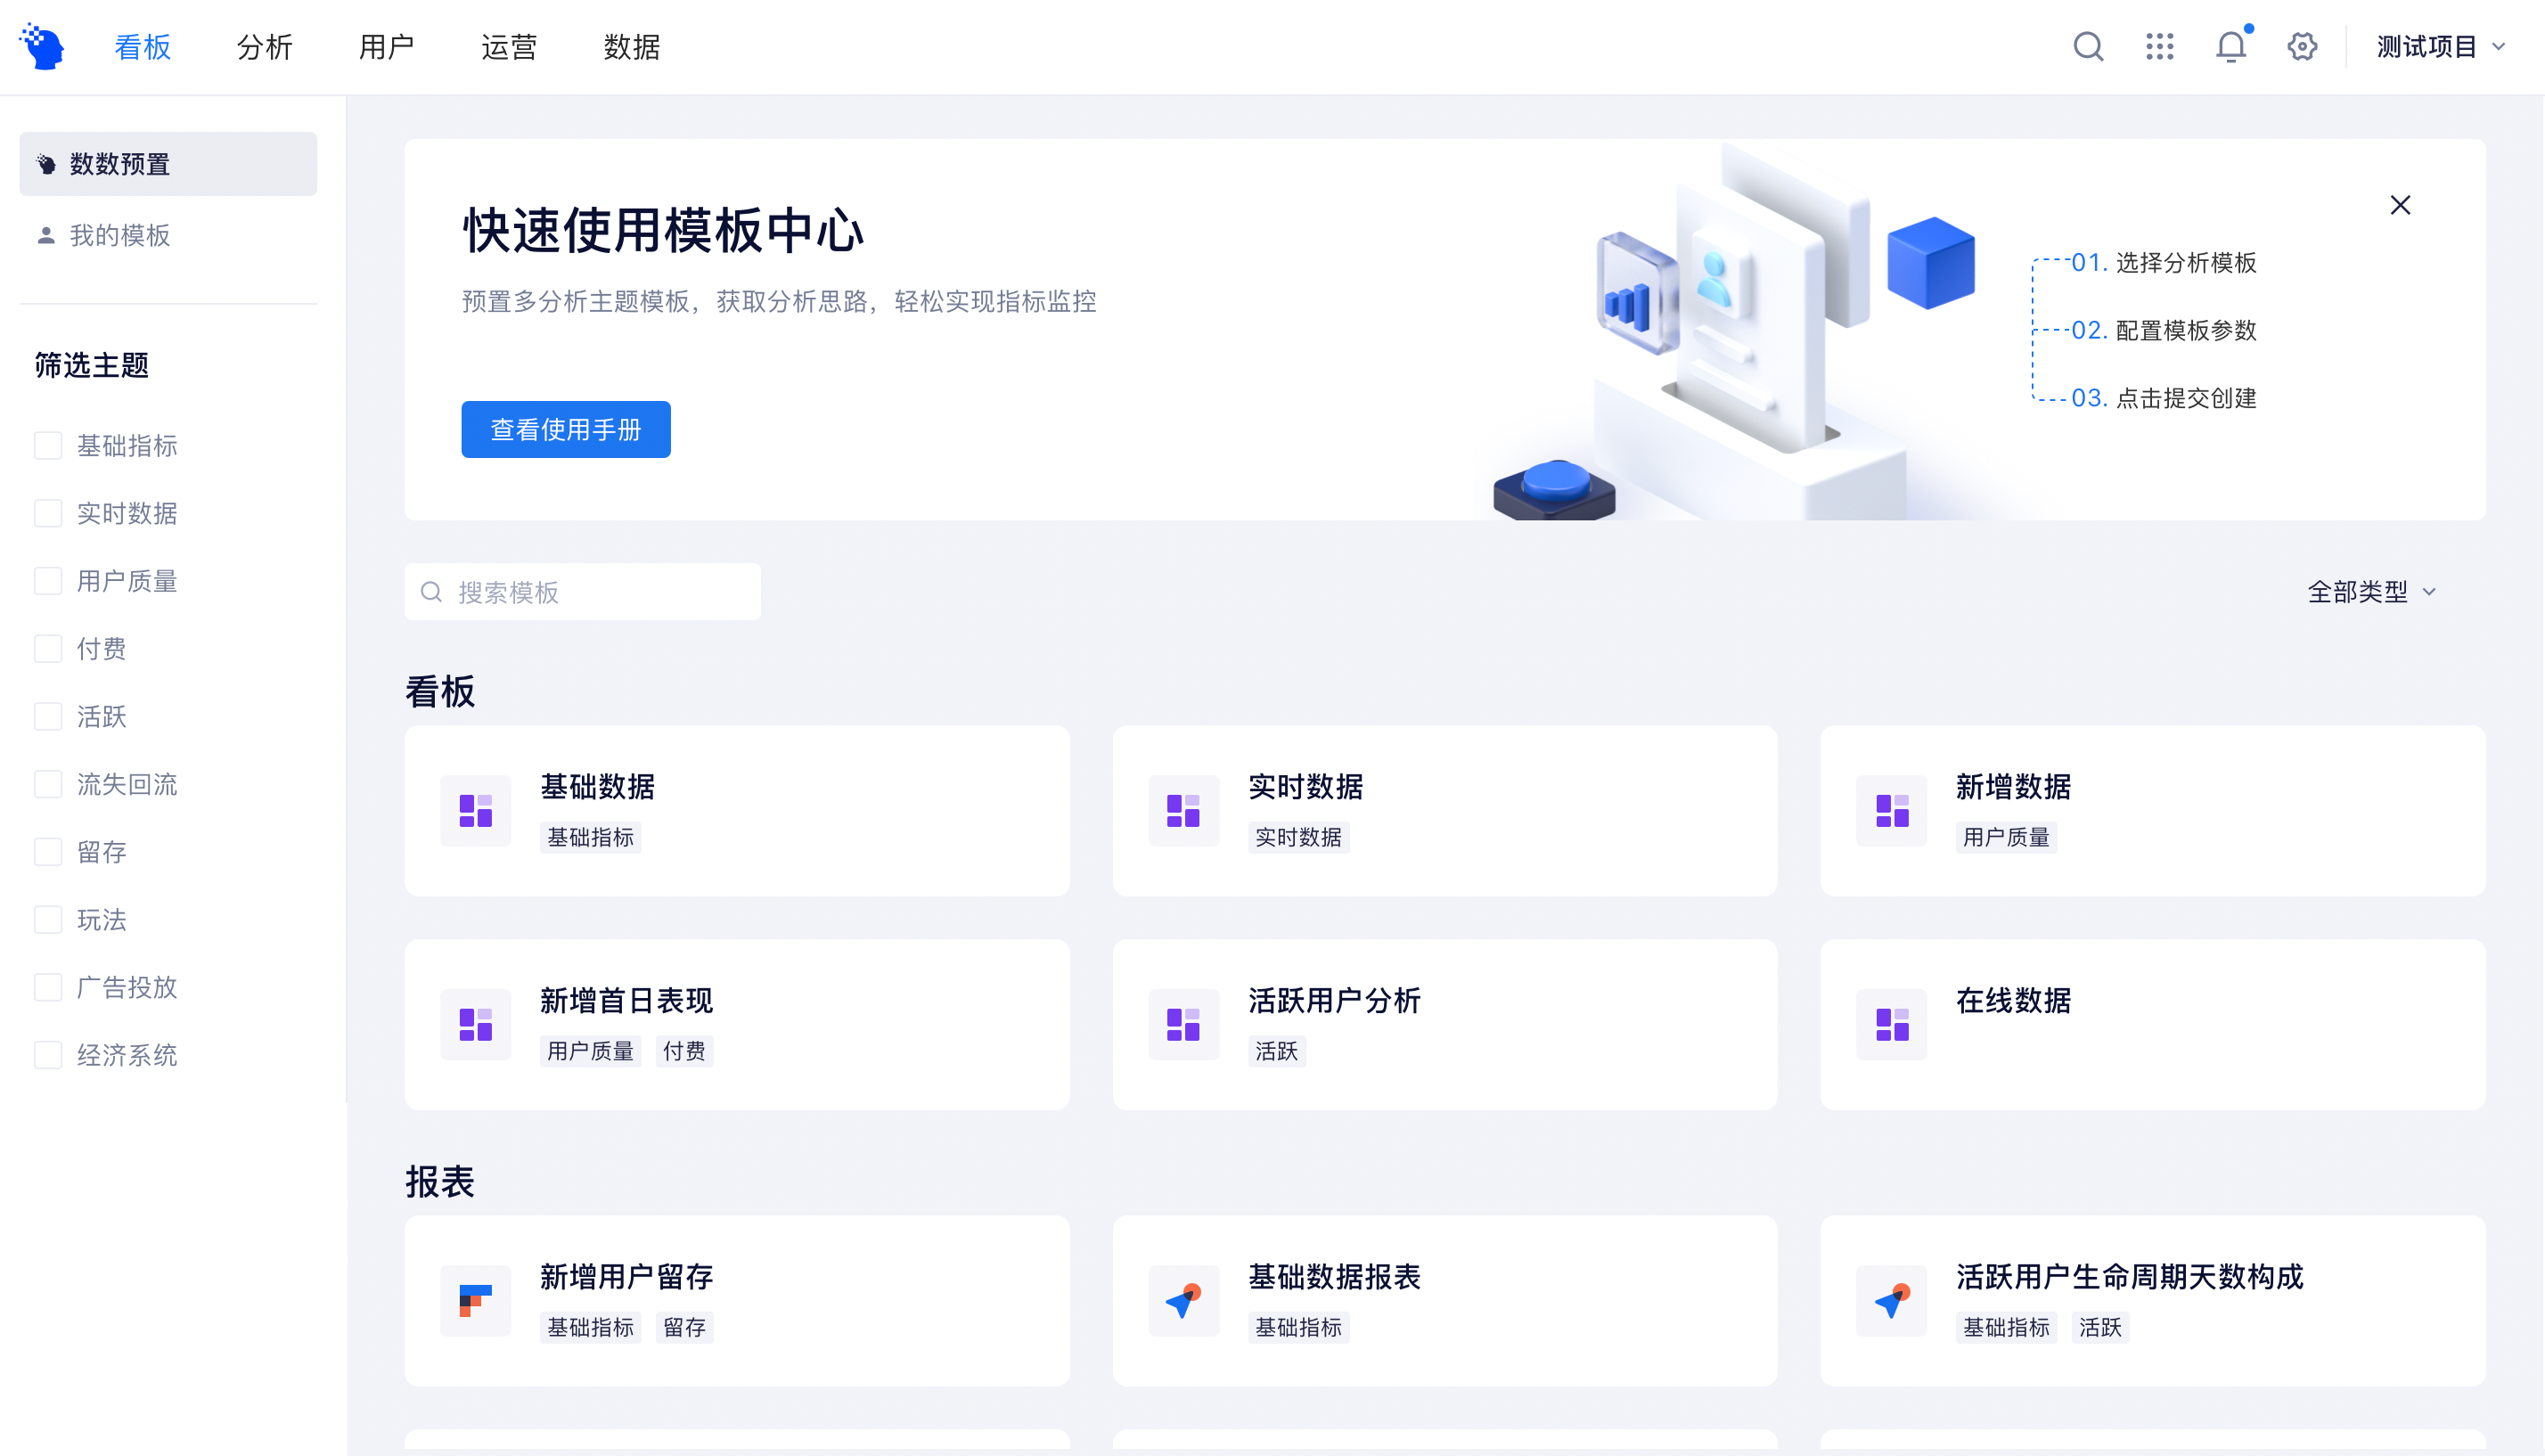 看板 分析 用户 运营 数据 测试项目
数数预置
我的模板
筛选主题
基础指标
实时数据
用户质量
付费
活跃
流失回流
留存
玩法
广告投放
经济系统
快速使用模板中心
预置多分析主题模板，获取分析思路，轻松实现指标监控
查看使用手册
01. 选择分析模板
02. 配置模板参数
03. 点击提交创建
搜索模板
全部类型
看板
基础数据
基础指标
实时数据
实时数据
新增数据
用户质量
新增首日表现
用户质量 付费
活跃用户分析
活跃
在线数据
报表
新增用户留存
基础指标 留存
基础数据报表
基础指标
活跃用户生命周期天数构成
基础指标 活跃